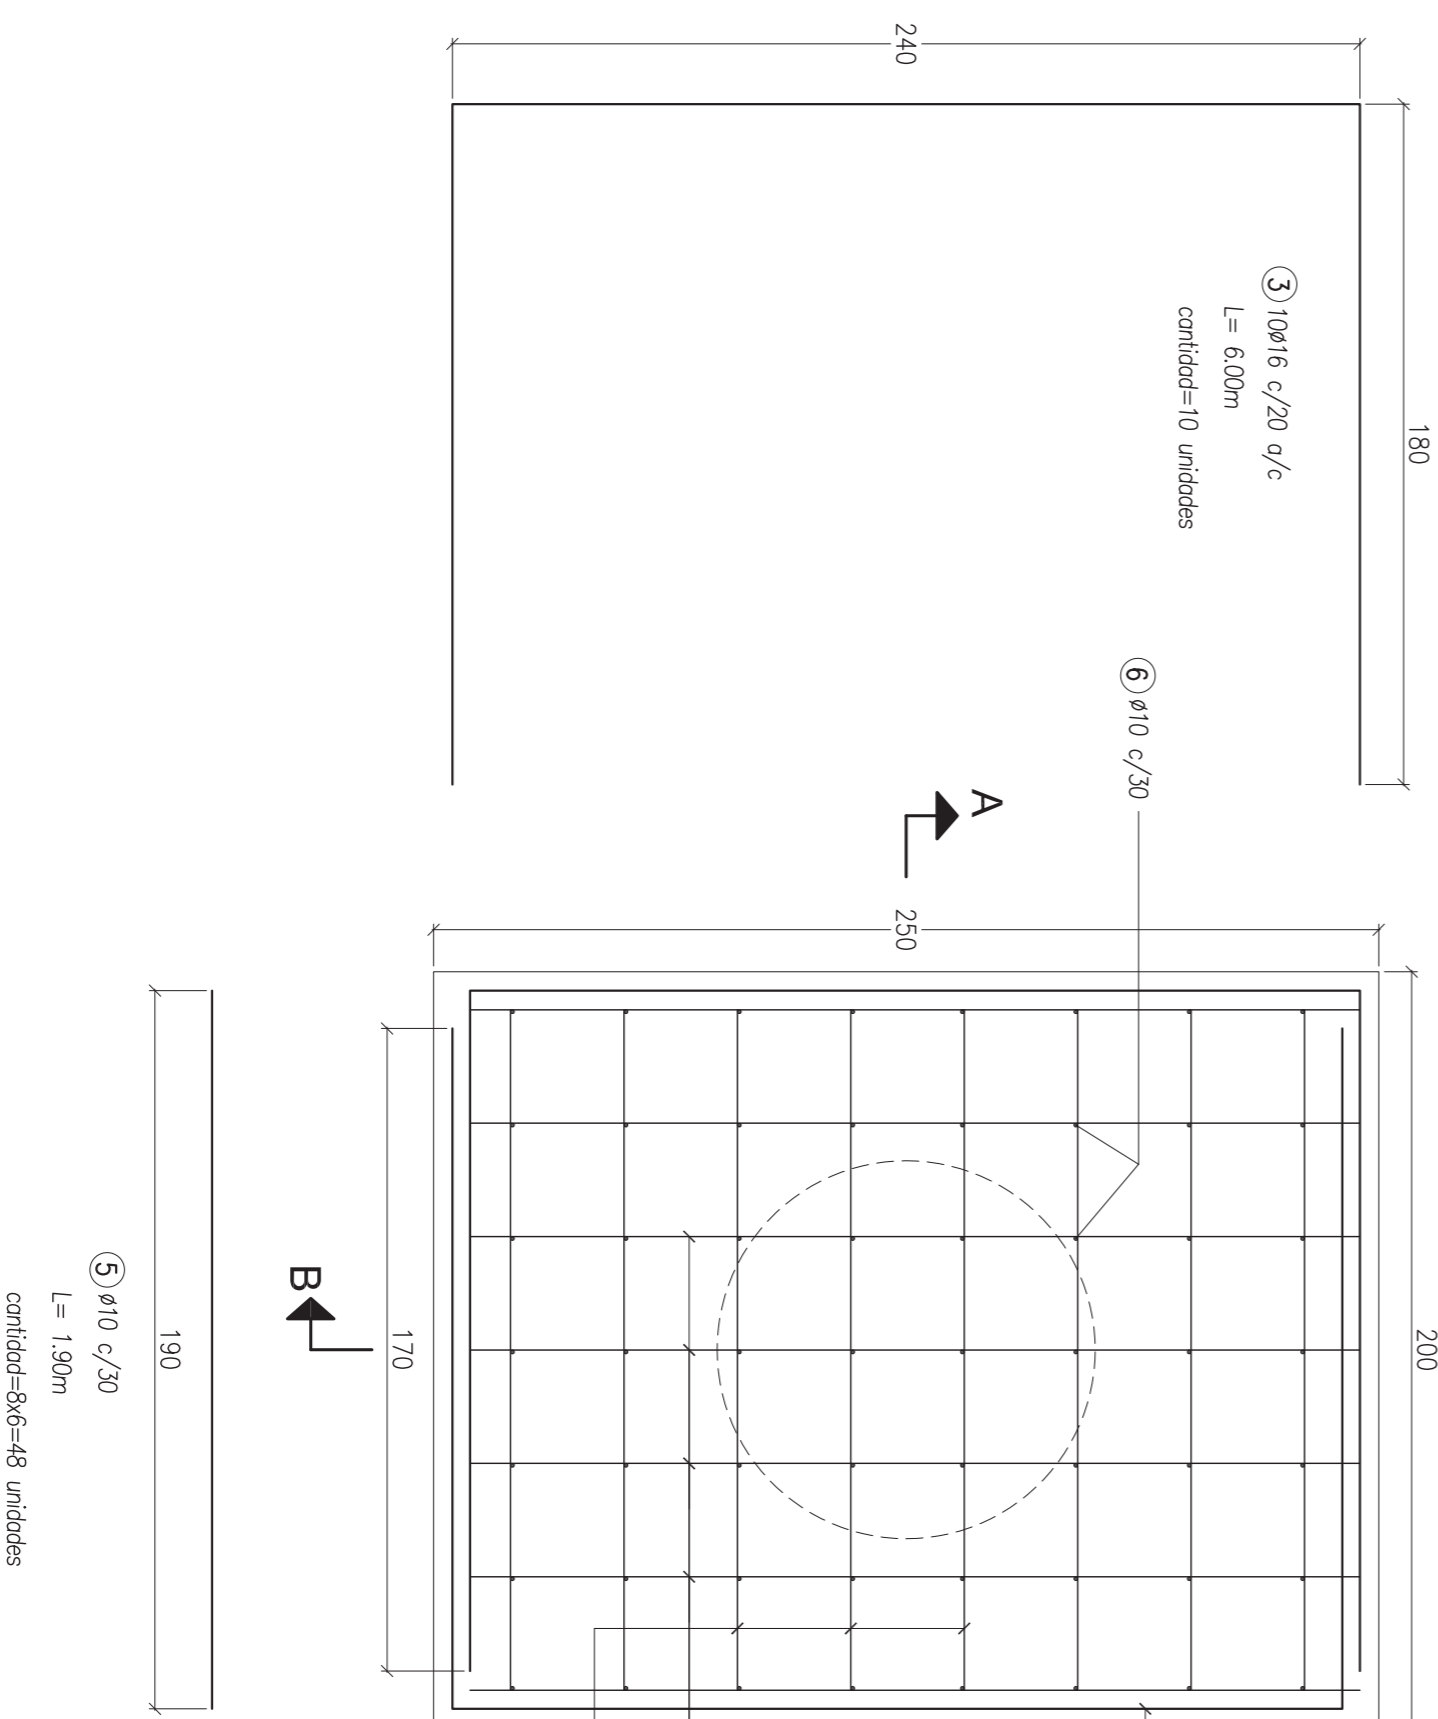 240
180
③ 10ø16 c/20 a/c
L= 6.00m
cantidad=10 unidades
⑥ ø10 c/30
A
250
200
170
B
190
⑤ ø10 c/30
L= 1.90m
cantidad=8x6=48 unidades